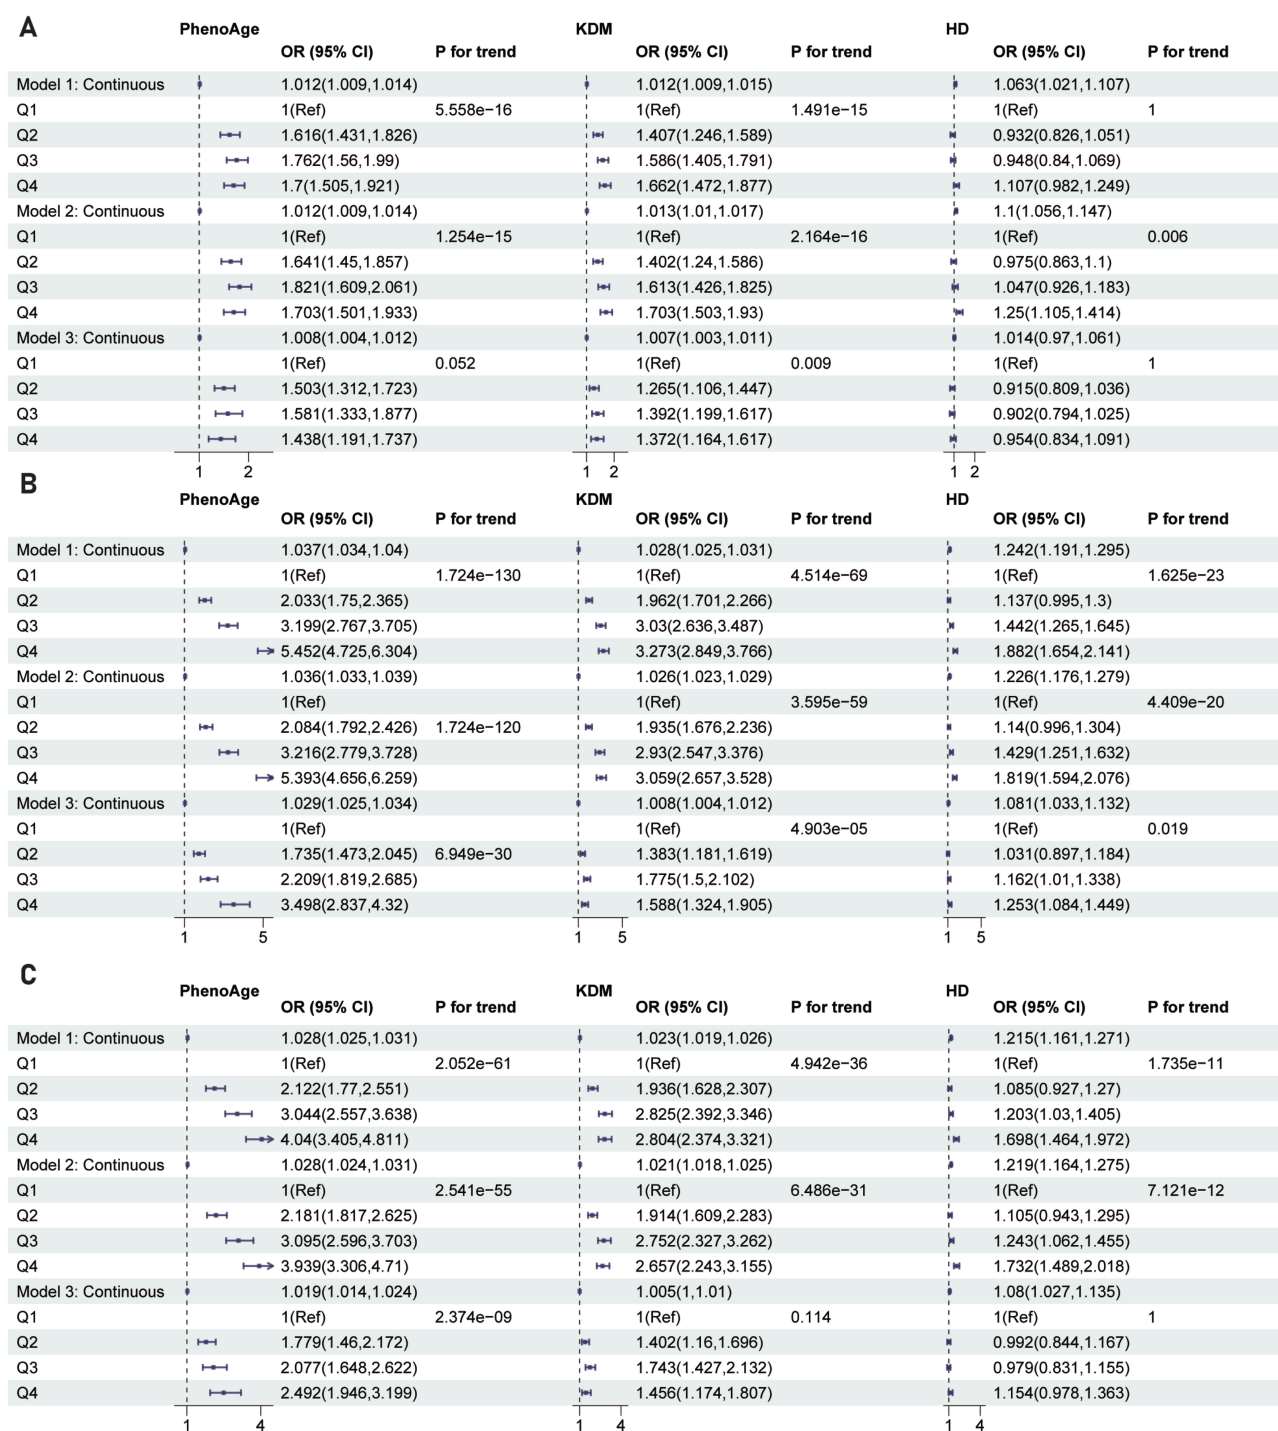 A
PhenoAge KDM HD
OR (95% CI) P for trend OR (95% CI) P for trend OR (95% CI) P for trend
Model 1: Continuous 1.012(1.009,1.014) 1.012(1.009,1.015) 1.063(1.021,1.107)
Q1 1(Ref) 5.558e−16 1(Ref) 1.491e−15 1(Ref) 1
Q2 1.616(1.431,1.826) 1.407(1.246,1.589) 0.932(0.826,1.051)
Q3 1.762(1.56,1.99) 1.586(1.405,1.791) 0.948(0.84,1.069)
Q4 1.7(1.505,1.921) 1.662(1.472,1.877) 1.107(0.982,1.249)
Model 2: Continuous 1.012(1.009,1.014) 1.013(1.01,1.017) 1.1(1.056,1.147)
Q1 1(Ref) 1.254e−15 1(Ref) 2.164e−16 1(Ref) 0.006
Q2 1.641(1.45,1.857) 1.402(1.24,1.586) 0.975(0.863,1.1)
Q3 1.821(1.609,2.061) 1.613(1.426,1.825) 1.047(0.926,1.183)
Q4 1.703(1.501,1.933) 1.703(1.503,1.93) 1.25(1.105,1.414)
Model 3: Continuous 1.008(1.004,1.012) 1.007(1.003,1.011) 1.014(0.97,1.061)
Q1 1(Ref) 0.052 1(Ref) 0.009 1(Ref) 1
Q2 1.503(1.312,1.723) 1.265(1.106,1.447) 0.915(0.809,1.036)
Q3 1.581(1.333,1.877) 1.392(1.199,1.617) 0.902(0.794,1.025)
Q4 1.438(1.191,1.737) 1.372(1.164,1.617) 0.954(0.834,1.091)
1 2 1 2 1 2
B
PhenoAge KDM HD
OR (95% CI) P for trend OR (95% CI) P for trend OR (95% CI) P for trend
Model 1: Continuous 1.037(1.034,1.04) 1.028(1.025,1.031) 1.242(1.191,1.295)
Q1 1(Ref) 1.724e−130 1(Ref) 4.514e−69 1(Ref) 1.625e−23
Q2 2.033(1.75,2.365) 1.962(1.701,2.266) 1.137(0.995,1.3)
Q3 3.199(2.767,3.705) 3.03(2.636,3.487) 1.442(1.265,1.645)
Q4 5.452(4.725,6.304) 3.273(2.849,3.766) 1.882(1.654,2.141)
Model 2: Continuous 1.036(1.033,1.039) 1.026(1.023,1.029) 1.226(1.176,1.279)
Q1 1(Ref) 1(Ref) 3.595e−59 1(Ref) 4.409e−20
Q2 2.084(1.792,2.426) 1.724e−120 1.935(1.676,2.236) 1.14(0.996,1.304)
Q3 3.216(2.779,3.728) 2.93(2.547,3.376) 1.429(1.251,1.632)
Q4 5.393(4.656,6.259) 3.059(2.657,3.528) 1.819(1.594,2.076)
Model 3: Continuous 1.029(1.025,1.034) 1.008(1.004,1.012) 1.081(1.033,1.132)
Q1 1(Ref) 1(Ref) 4.903e−05 1(Ref) 0.019
Q2 1.735(1.473,2.045) 6.949e−30 1.383(1.181,1.619) 1.031(0.897,1.184)
Q3 2.209(1.819,2.685) 1.775(1.5,2.102) 1.162(1.01,1.338)
Q4 3.498(2.837,4.32) 1.588(1.324,1.905) 1.253(1.084,1.449)
1 5 1 5 1 5
C
PhenoAge KDM HD
OR (95% CI) P for trend OR (95% CI) P for trend OR (95% CI) P for trend
Model 1: Continuous 1.028(1.025,1.031) 1.023(1.019,1.026) 1.215(1.161,1.271)
Q1 1(Ref) 2.052e−61 1(Ref) 4.942e−36 1(Ref) 1.735e−11
Q2 2.122(1.77,2.551) 1.936(1.628,2.307) 1.085(0.927,1.27)
Q3 3.044(2.557,3.638) 2.825(2.392,3.346) 1.203(1.03,1.405)
Q4 4.04(3.405,4.811) 2.804(2.374,3.321) 1.698(1.464,1.972)
Model 2: Continuous 1.028(1.024,1.031) 1.021(1.018,1.025) 1.219(1.164,1.275)
Q1 1(Ref) 2.541e−55 1(Ref) 6.486e−31 1(Ref) 7.121e−12
Q2 2.181(1.817,2.625) 1.914(1.609,2.283) 1.105(0.943,1.295)
Q3 3.095(2.596,3.703) 2.752(2.327,3.262) 1.243(1.062,1.455)
Q4 3.939(3.306,4.71) 2.657(2.243,3.155) 1.732(1.489,2.018)
Model 3: Continuous 1.019(1.014,1.024) 1.005(1,1.01) 1.08(1.027,1.135)
Q1 1(Ref) 2.374e−09 1(Ref) 0.114 1(Ref) 1
Q2 1.779(1.46,2.172) 1.402(1.16,1.696) 0.992(0.844,1.167)
Q3 2.077(1.648,2.622) 1.743(1.427,2.132) 0.979(0.831,1.155)
Q4 2.492(1.946,3.199) 1.456(1.174,1.807) 1.154(0.978,1.363)
1 4 1 4 1 4